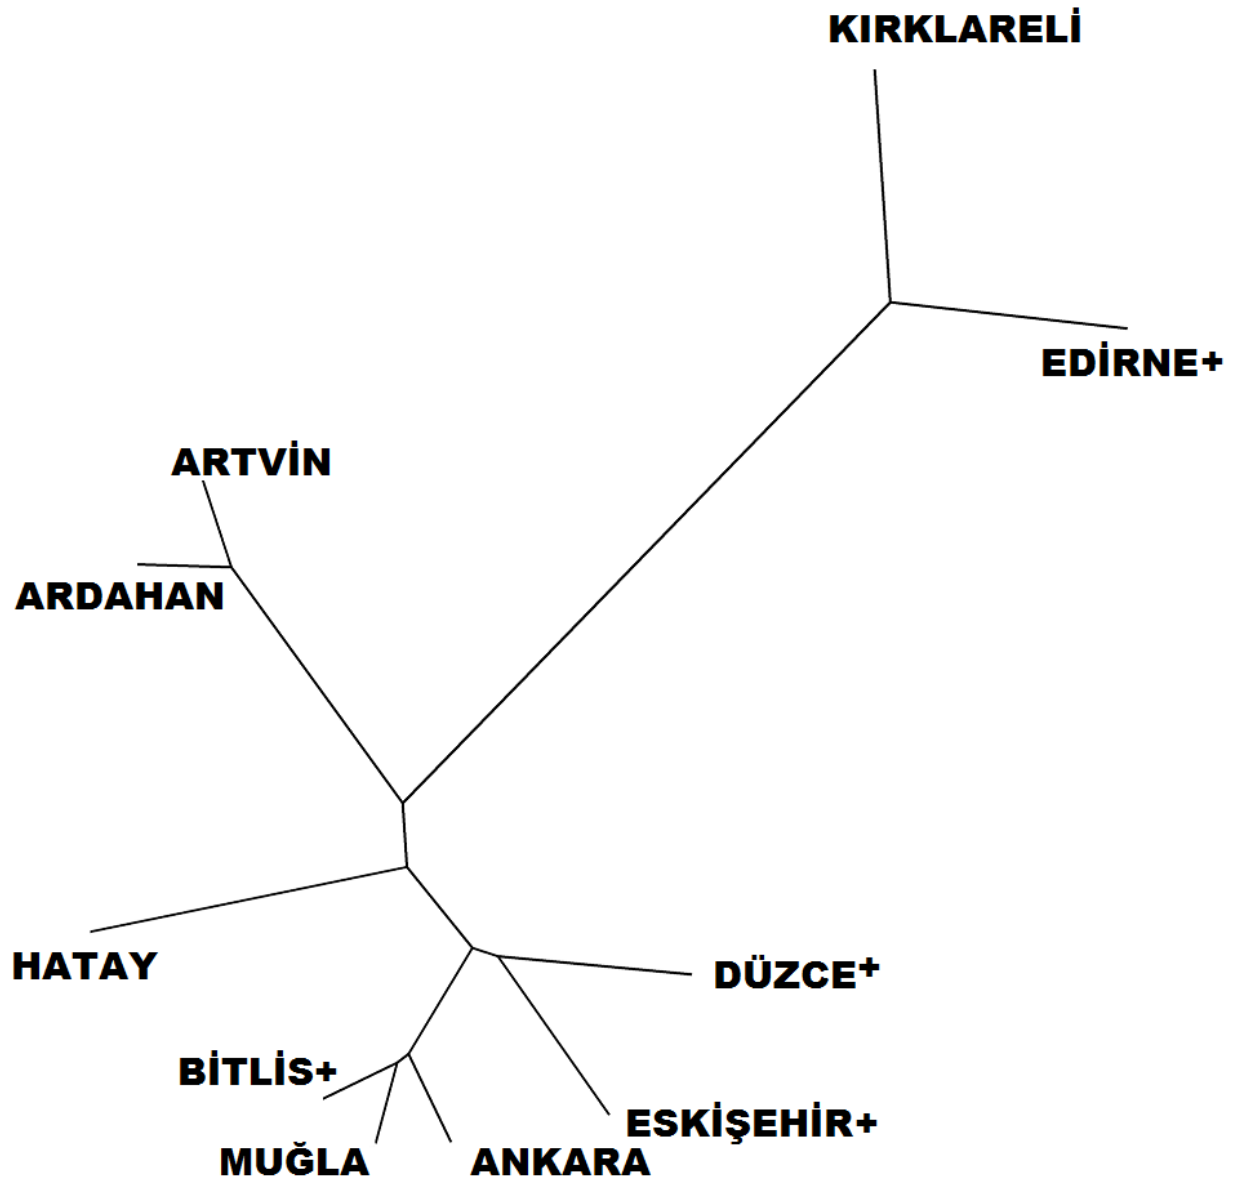 KIRKLARELİ
EDİRNE+
ARTVİN
ARDAHAN
HATAY
DÜZCE+
BİTLİS+
ESKİŞEHİR+
MUĞLA
ANKARA